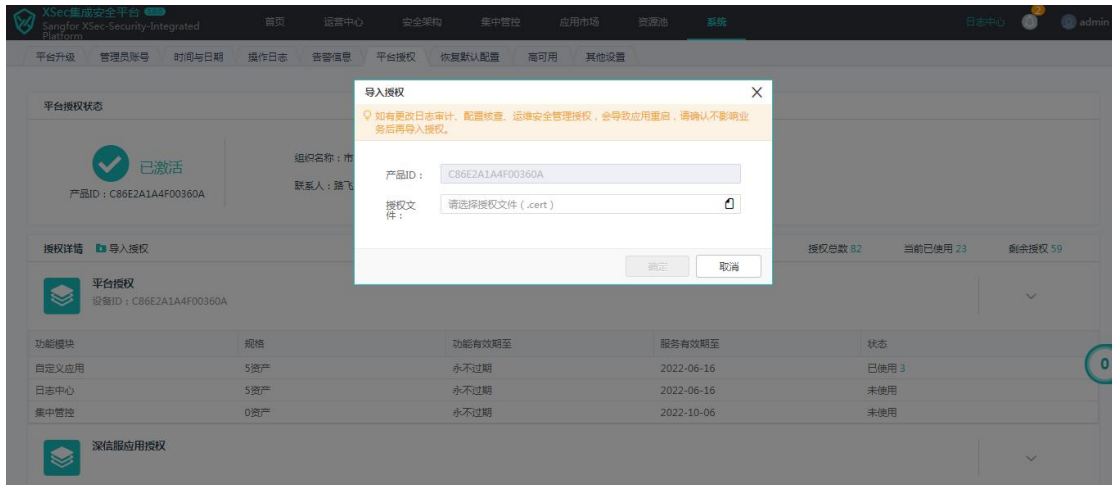 XSec集成安全平台
Sangfor XSec-Security-Integrated
Platform
首页 运营中心 安全架构 集中管控 应用市场 资源池 系统
日志中心 2 admin
平台升级 管理员账号 时间与日期 操作日志 告警信息 平台授权 恢复默认配置 高可用 其他设置
导入授权
平台授权状态
如有更改日志审计、配置核查、运维安全管理授权，会导致应用重启，请确认不影响业
务后再导入授权。
已激活
组织名称：市
产品ID： C86E2A1A4F00360A
联系人：路飞
产品ID：C86E2A1A4F00360A
授权文
件：
请选择授权文件（.cert）
授权详情 导入授权
授权总数 82 当前已使用 23 剩余授权 59
确定 取消
平台授权
设备ID：C86E2A1A4F00360A
功能模块 规格 功能有效期至 服务有效期至 状态
自定义应用 5资产 永不过期 2022-06-16 已使用 3
日志中心 5资产 永不过期 2022-06-16 未使用
集中管控 0资产 永不过期 2022-10-06 未使用
0
深信服应用授权